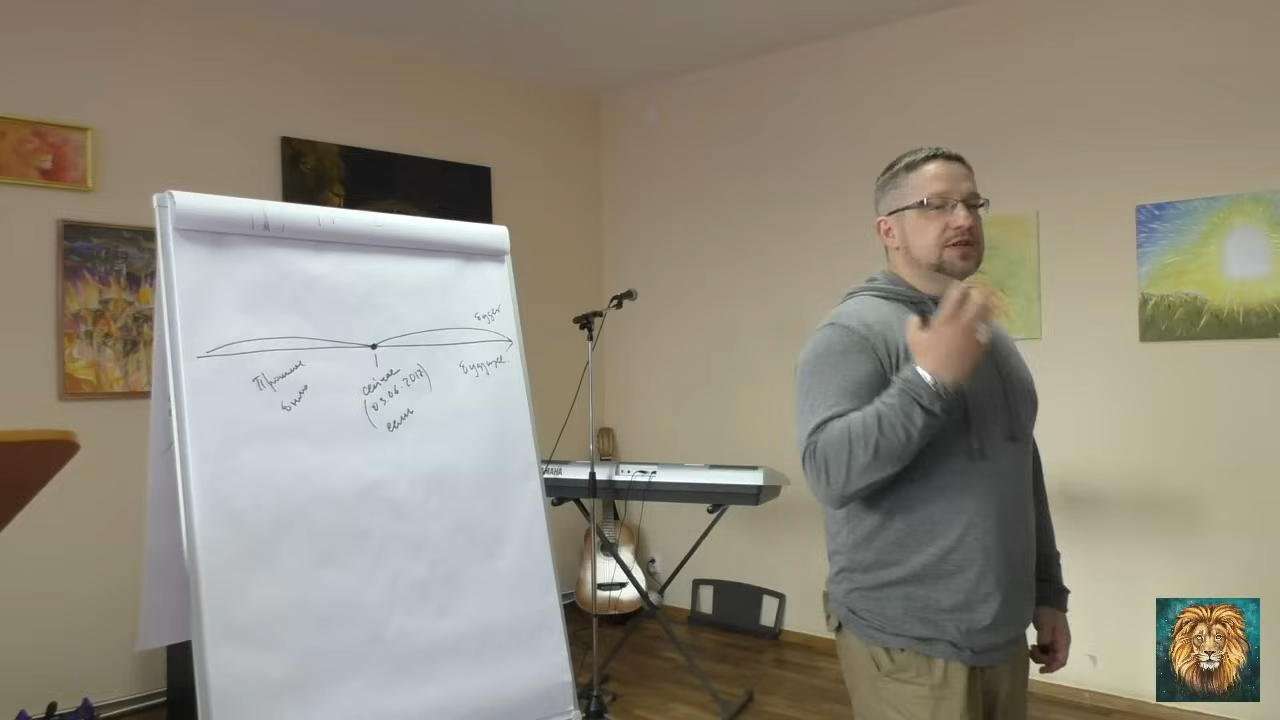 будет
Прошлое
сейчас
будущее.
было
(03.06.2017)
есть
YAMAHA